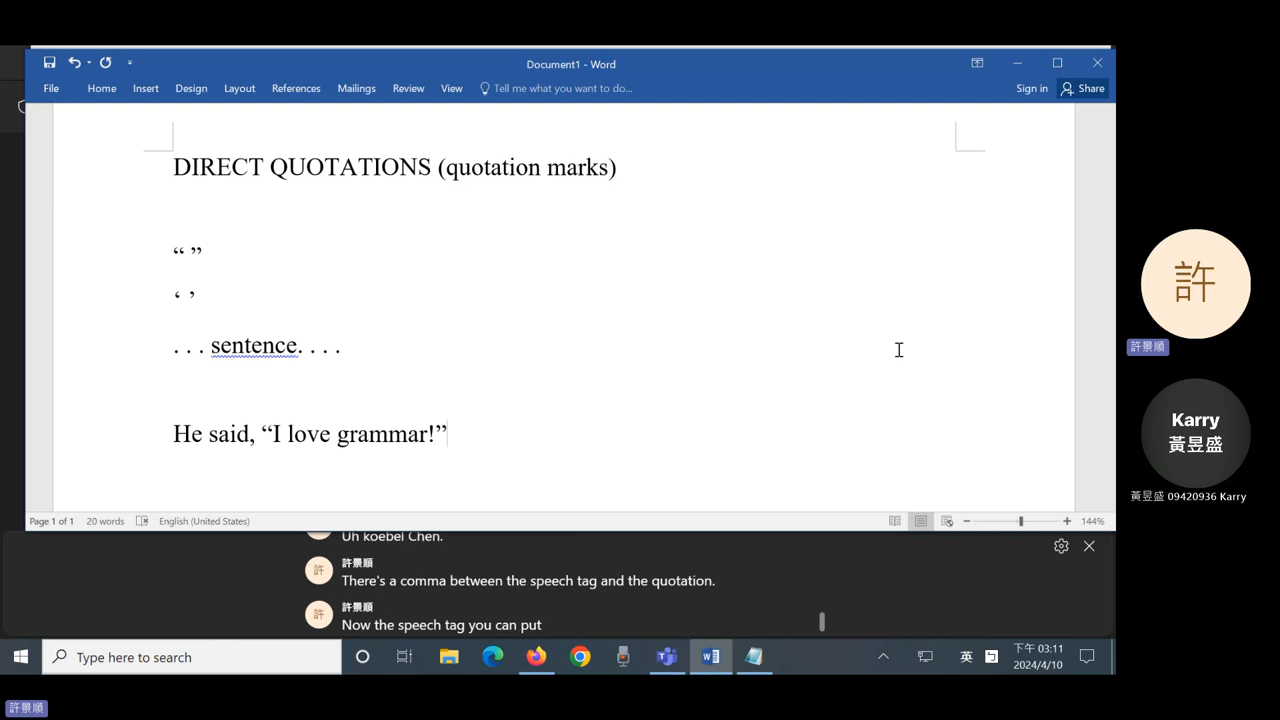 Document1 - Word
File Home Insert Design Layout References Mailings Review View Tell me what you want to do... Sign in Share
DIRECT QUOTATIONS (quotation marks)
“ ”
‘ ’
. . . sentence. . . .
He said, “I love grammar!”
Page 1 of 1 20 words English (United States) 144%
許
許景順
Karry
黃昱盛
黃昱盛 09420936 Karry
Uh koebel Chen.
許 許景順
There's a comma between the speech tag and the quotation.
許 許景順
Now the speech tag you can put
Type here to search
英
下午 03:11
2024/4/10
許景順